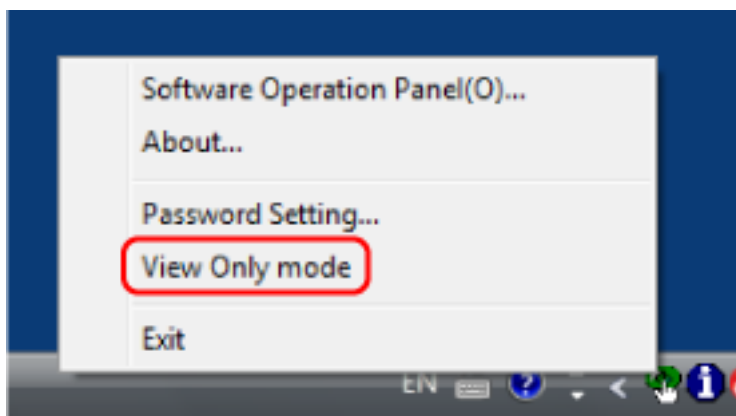 Software Operation Panel(O)...
About...
Password Setting...
View Only mode
Exit
EN